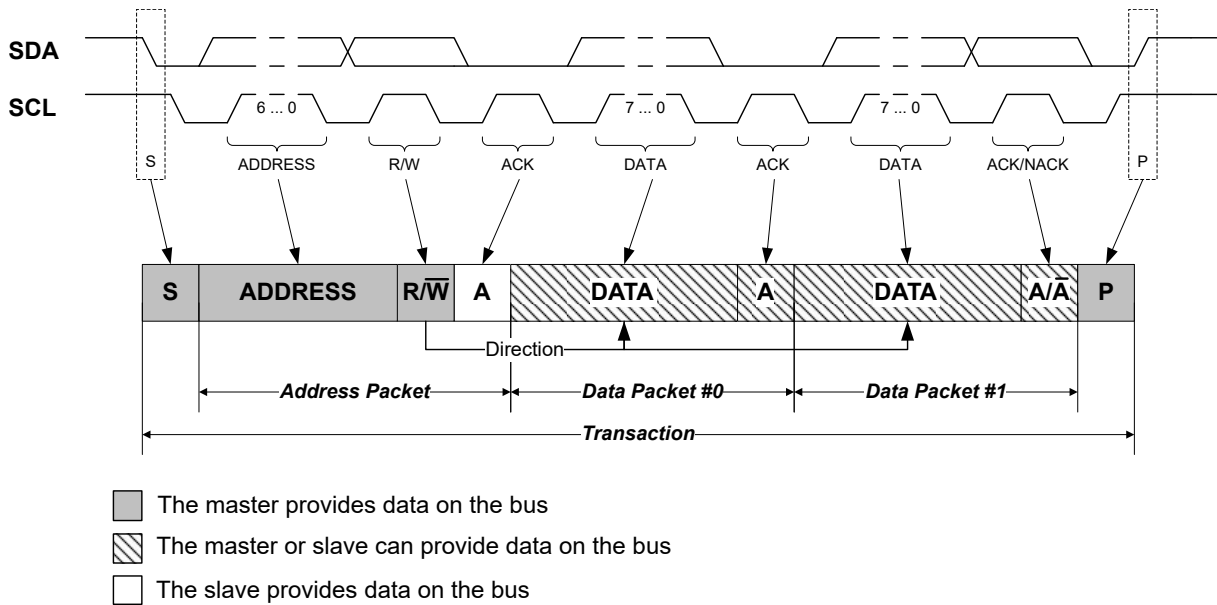 SDA
SCL
6 ... 0
7 ... 0
7 ... 0
S
ADDRESS
R/W
ACK
DATA
ACK
DATA
ACK/NACK
P
S
ADDRESS
R/W̅
A
DATA
A
DATA
A/A̅
P
Direction
Address Packet
Data Packet #0
Data Packet #1
Transaction
The master provides data on the bus
The master or slave can provide data on the bus
The slave provides data on the bus